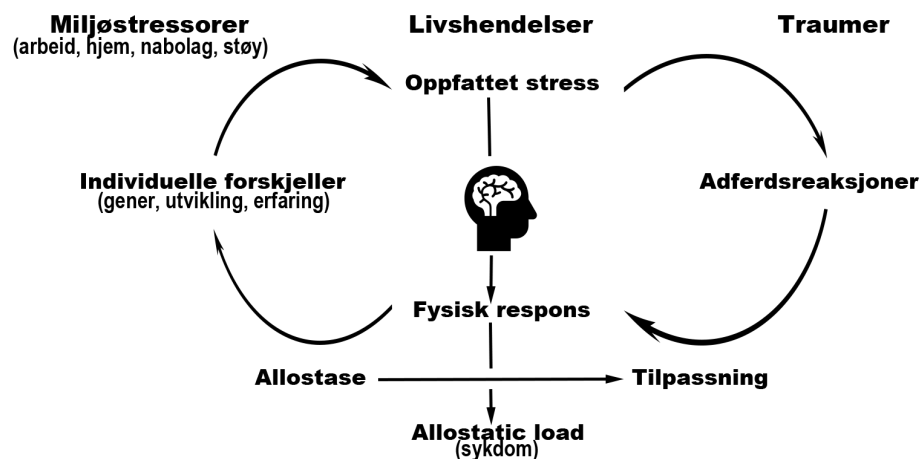 Miljøstressorer
(arbeid, hjem, nabolag, støy)
Livshendelser
Traumer
Oppfattet stress
Individuelle forskjeller
(gener, utvikling, erfaring)
Adferdsreaksjoner
Fysisk respons
Allostase
Tilpassning
Allostatic load
(sykdom)